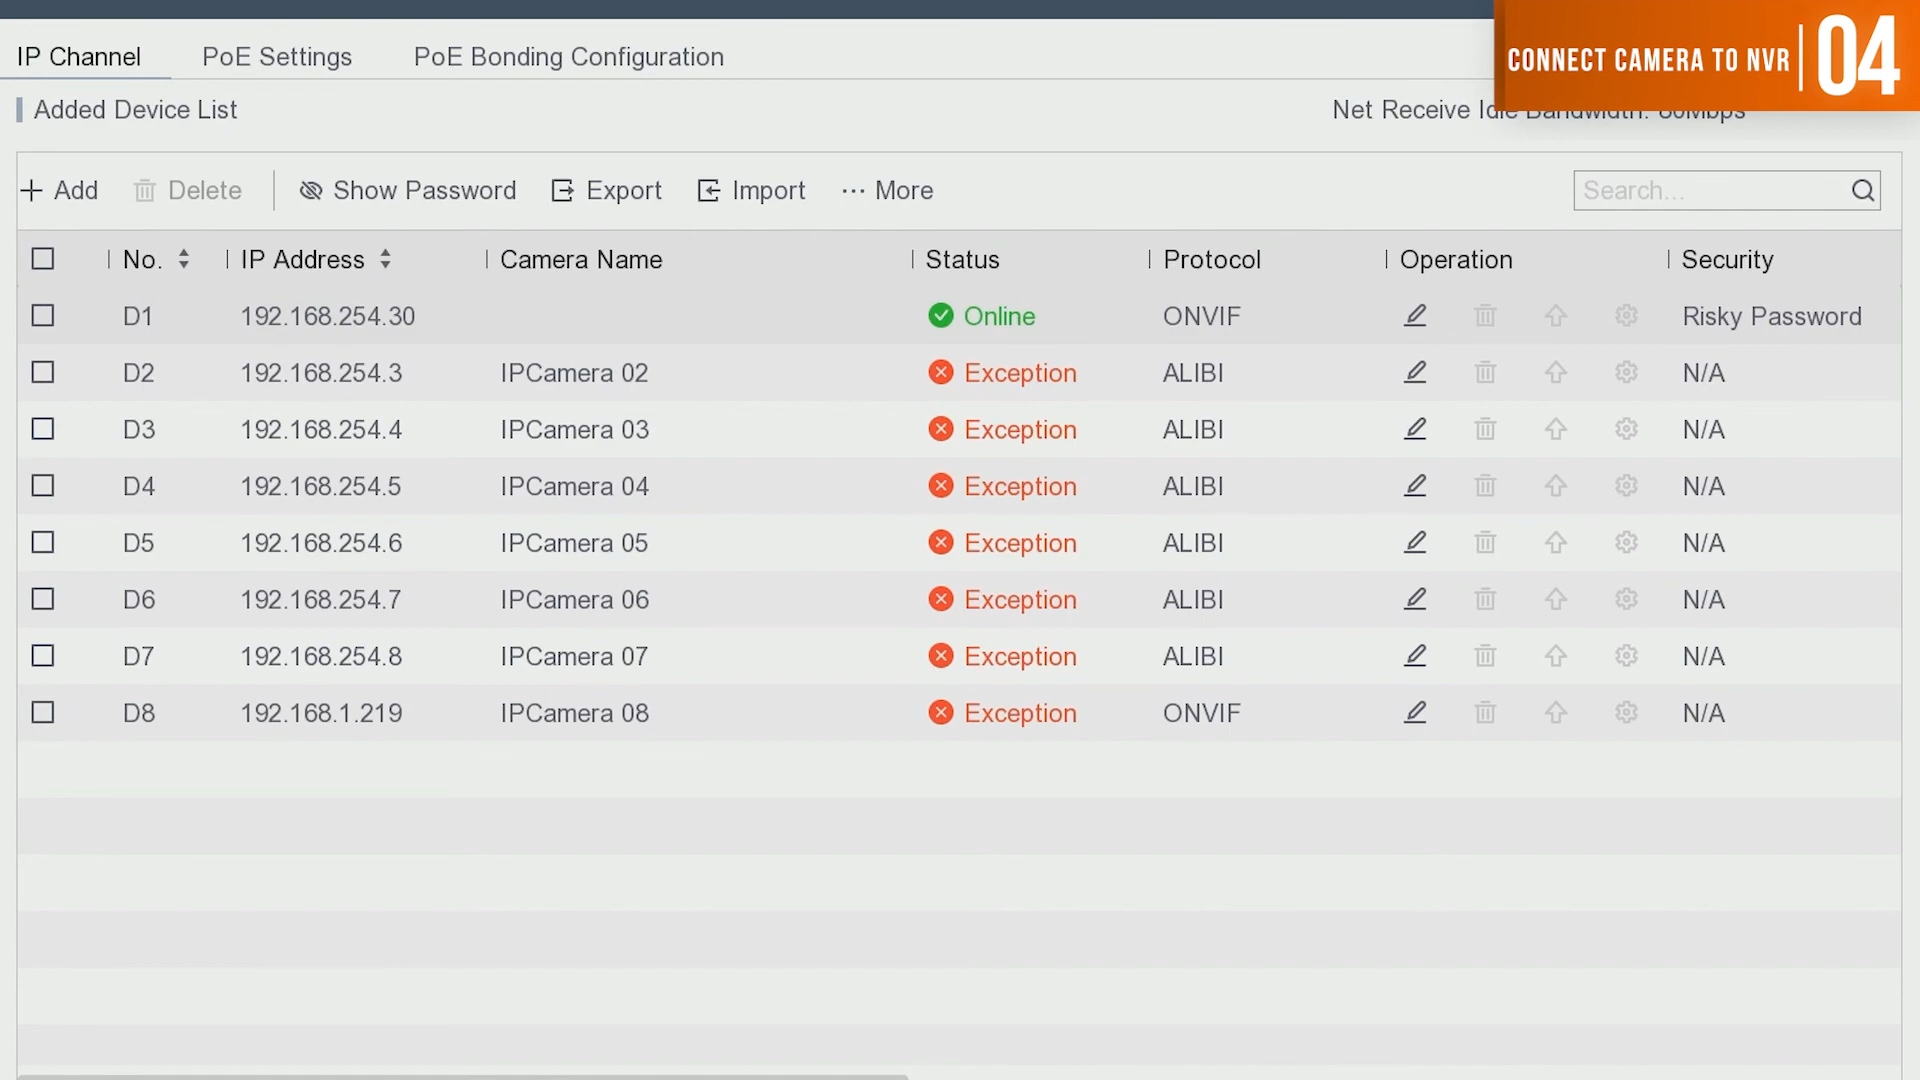 IP Channel PoE Settings PoE Bonding Configuration
CONNECT CAMERA TO NVR 04
Added Device List Net Receive Idle Bandwidth: 80Mbps
Add Delete Show Password Export Import More Search...
No. IP Address Camera Name Status Protocol Operation Security
D1 192.168.254.30 Online ONVIF Risky Password
D2 192.168.254.3 IPCamera 02 Exception ALIBI N/A
D3 192.168.254.4 IPCamera 03 Exception ALIBI N/A
D4 192.168.254.5 IPCamera 04 Exception ALIBI N/A
D5 192.168.254.6 IPCamera 05 Exception ALIBI N/A
D6 192.168.254.7 IPCamera 06 Exception ALIBI N/A
D7 192.168.254.8 IPCamera 07 Exception ALIBI N/A
D8 192.168.1.219 IPCamera 08 Exception ONVIF N/A